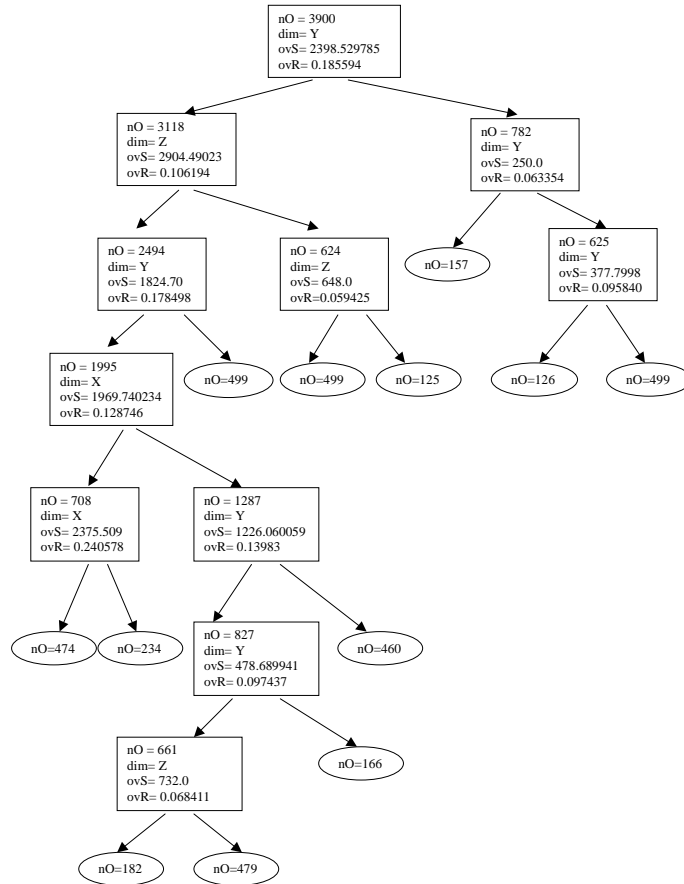 nO = 3900
dim= Y
ovS= 2398.529785
ovR= 0.185594
nO = 3118
dim= Z
ovS= 2904.49023
ovR= 0.106194
nO = 782
dim= Y
ovS= 250.0
ovR= 0.063354
nO = 2494
dim= Y
ovS= 1824.70
ovR= 0.178498
nO = 624
dim= Z
ovS= 648.0
ovR=0.059425
nO=157
nO = 625
dim= Y
ovS= 377.7998
ovR= 0.095840
nO = 1995
dim= X
ovS= 1969.740234
ovR= 0.128746
nO=499
nO=499
nO=125
nO=126
nO=499
nO = 708
dim= X
ovS= 2375.509
ovR= 0.240578
nO = 1287
dim= Y
ovS= 1226.060059
ovR= 0.13983
nO=474
nO=234
nO = 827
dim= Y
ovS= 478.689941
ovR= 0.097437
nO=460
nO = 661
dim= Z
ovS= 732.0
ovR= 0.068411
nO=166
nO=182
nO=479